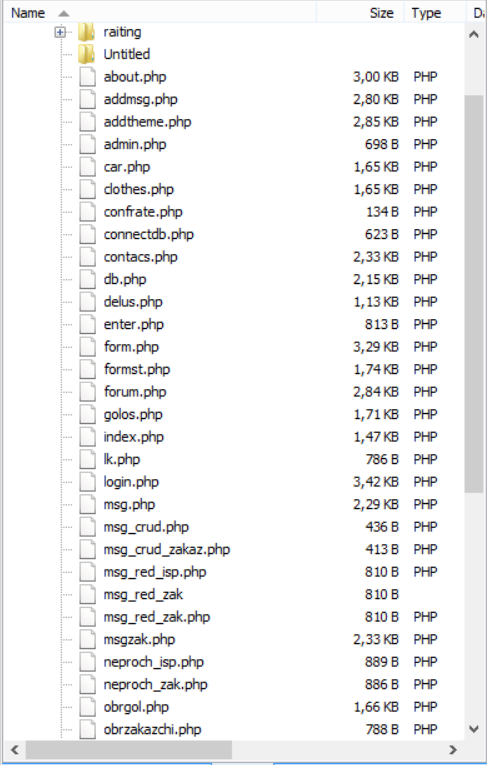 Name Size Type Da
raiting
Untitled
about.php 3,00 KB PHP
addmsg.php 2,80 KB PHP
addtheme.php 2,85 KB PHP
admin.php 698 B PHP
car.php 1,65 KB PHP
clothes.php 1,65 KB PHP
confrate.php 134 B PHP
connectdb.php 623 B PHP
contacs.php 2,33 KB PHP
db.php 2,15 KB PHP
delus.php 1,13 KB PHP
enter.php 813 B PHP
form.php 3,29 KB PHP
formst.php 1,74 KB PHP
forum.php 2,84 KB PHP
golos.php 1,71 KB PHP
index.php 1,47 KB PHP
lk.php 786 B PHP
login.php 3,42 KB PHP
msg.php 2,29 KB PHP
msg_crud.php 436 B PHP
msg_crud_zakaz.php 413 B PHP
msg_red_isp.php 810 B PHP
msg_red_zak 810 B
msg_red_zak.php 810 B PHP
msgzak.php 2,33 KB PHP
neproch_isp.php 889 B PHP
neproch_zak.php 886 B PHP
obrgol.php 1,66 KB PHP
obrzakazchi.php 788 B PHP